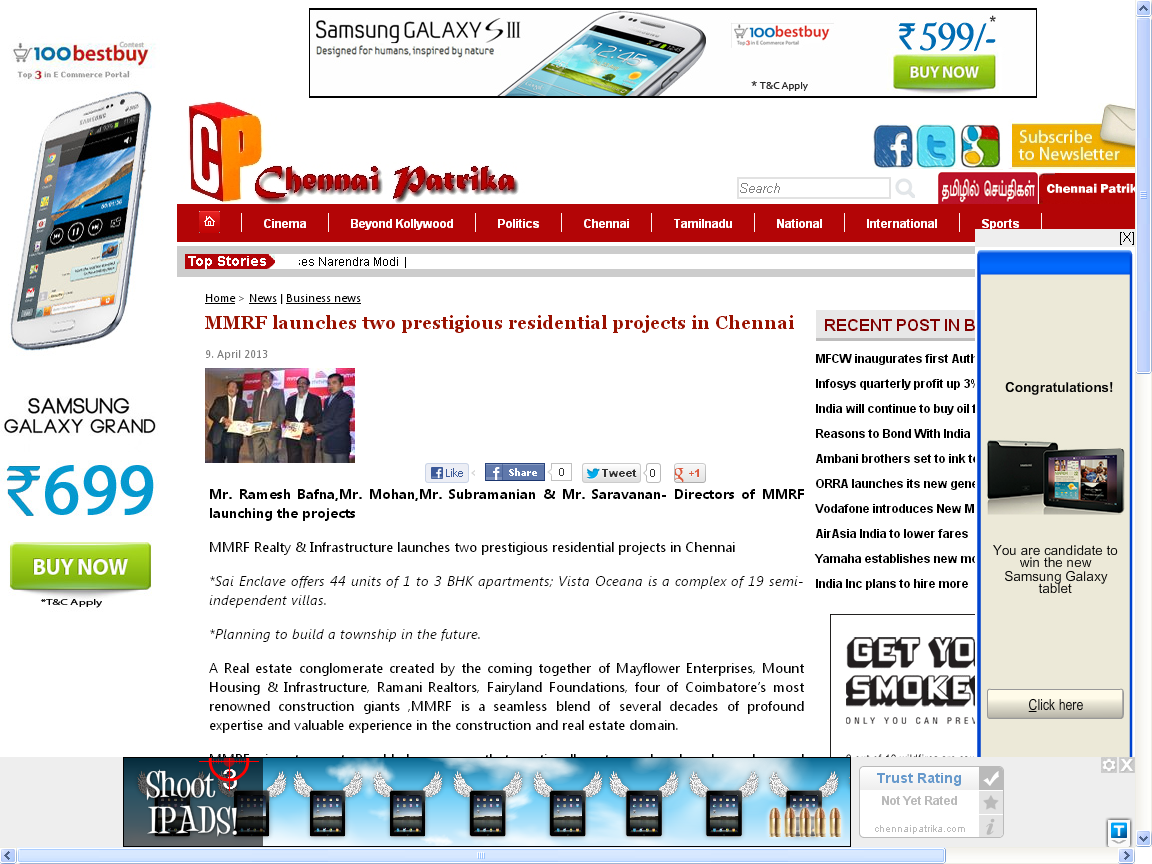 100bestbuy
Contest
Top 3 in E Commerce Portal
Samsung GALAXY S III
Designed for humans, inspired by nature
100bestbuy
Top 3 in E Commerce Portal
₹599/-*
BUY NOW
* T&C Apply
SAMSUNG
GALAXY GRAND
₹699
BUY NOW
*T&C Apply
CP Chennai Patrika
Subscribe
to Newsletter
Search
தமிழில் செய்திகள்
Chennai Patrik
Cinema
Beyond Kollywood
Politics
Chennai
Tamilnadu
National
International
Sports
[X]
Top Stories
ses Narendra Modi |
Home > News | Business news
MMRF launches two prestigious residential projects in Chennai
9. April 2013
Like
Share
0
Tweet
0
+1
Mr. Ramesh Bafna,Mr. Mohan,Mr. Subramanian & Mr. Saravanan- Directors of MMRF
launching the projects
MMRF Realty & Infrastructure launches two prestigious residential projects in Chennai
*Sai Enclave offers 44 units of 1 to 3 BHK apartments; Vista Oceana is a complex of 19 semi-
independent villas.
*Planning to build a township in the future.
A Real estate conglomerate created by the coming together of Mayflower Enterprises, Mount
Housing & Infrastructure, Ramani Realtors, Fairyland Foundations, four of Coimbatore's most
renowned construction giants ,MMRF is a seamless blend of several decades of profound
expertise and valuable experience in the construction and real estate domain.
RECENT POST IN B
MFCW inaugurates first Auth
Infosys quarterly profit up 3%
India will continue to buy oil f
Reasons to Bond With India
Ambani brothers set to ink te
ORRA launches its new gene
Vodafone introduces New M
AirAsia India to lower fares
Yamaha establishes new mo
India Inc plans to hire more
GET YO
SMOKE
ONLY YOU CAN PREV
Congratulations!
You are candidate to
win the new
Samsung Galaxy
tablet
Click here
Shoot 3
IPADS!
Trust Rating
Not Yet Rated
chennaipatrika.com